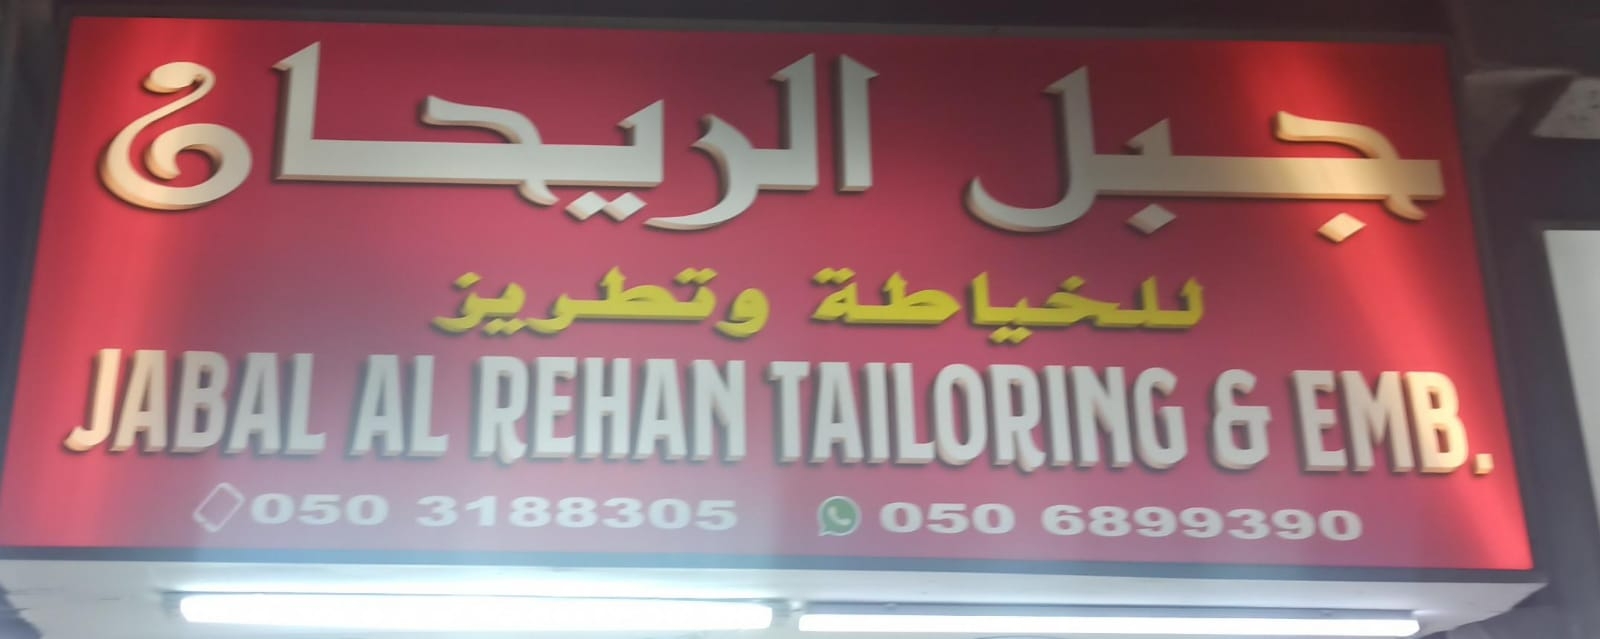 جبل الريحان
للخياطة وتطريز
JABAL AL REHAN TAILORING & EMB.
050 3188305 050 6899390